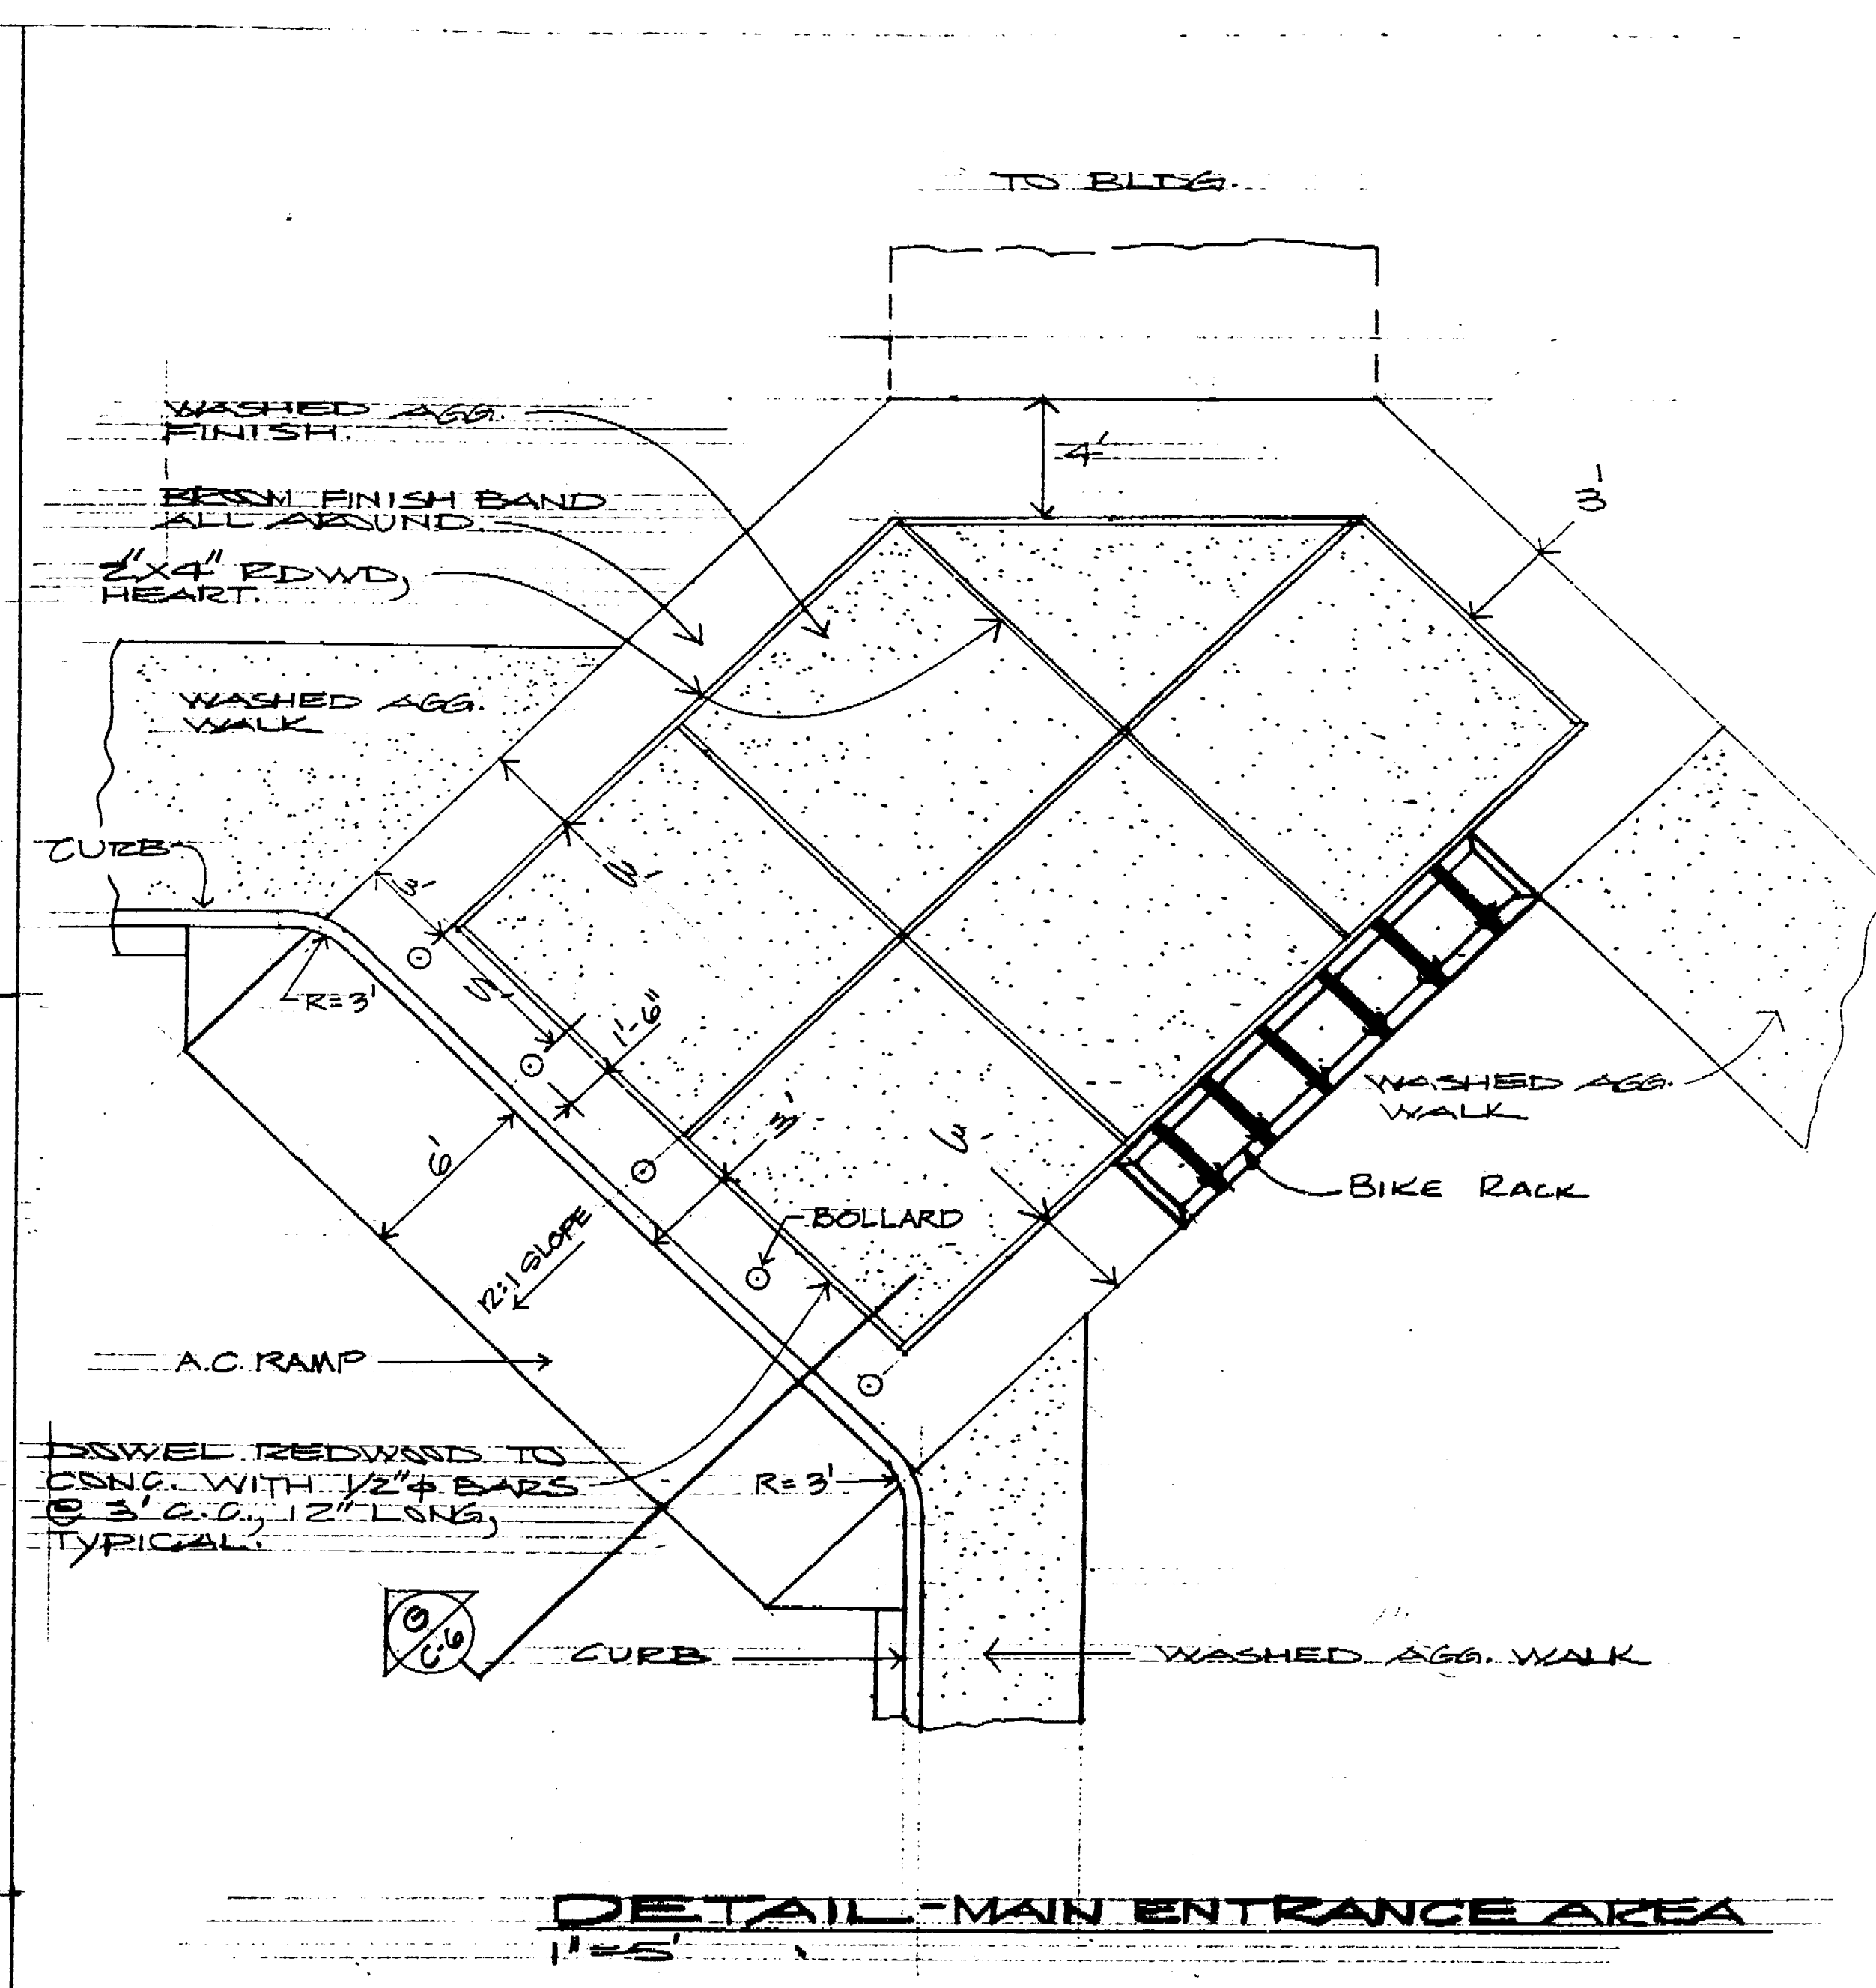 TO BLDG.
WASHED AGG.
FINISH.
4'
3'
BROOM FINISH BAND
ALL AROUND.
2"X4" RDWD,
HEART.
WASHED AGG.
WALK
CURB
3'
3'
R=3'
5'
1'-6"
6'
3'
3'
WASHED AGG.
WALK
BIKE RACK
BOLLARD
12:1 SLOPE
A.C. RAMP
DOWEL REDWOOD TO
CONC. WITH 1/2"ϕ BARS
@ 3' C.C., 12" LONG,
TYPICAL.
R=3'
C-6
CURB
WASHED AGG. WALK
DETAIL-MAIN ENTRANCE AREA
1"=5'